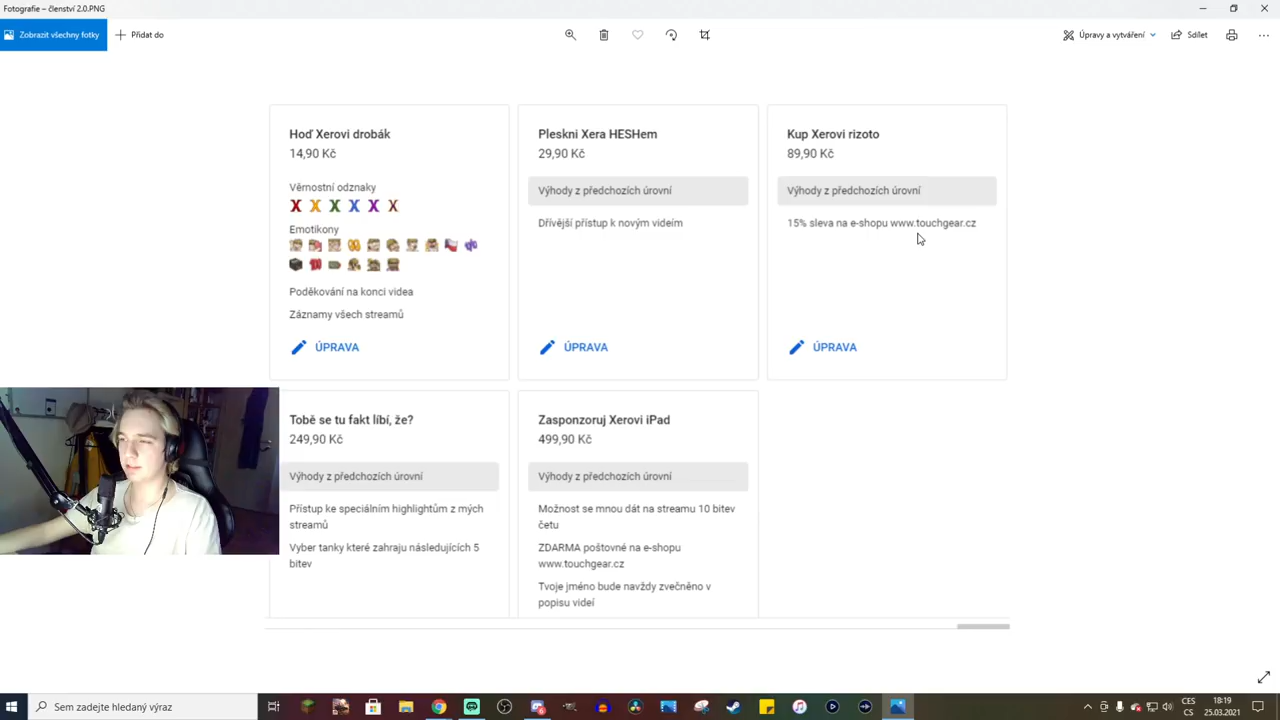 Fotografie – členství 2.0.PNG
Zobrazit všechny fotky
Přidat do
Úpravy a vytváření
Sdílet
Hoď Xerovi drobák
14,90 Kč
Věrnostní odznaky
X X X X X X
Emotikony
Poděkování na konci videa
Záznamy všech streamů
ÚPRAVA
Pleskni Xera HESHem
29,90 Kč
Výhody z předchozích úrovní
Dřívější přístup k novým videím
ÚPRAVA
Kup Xerovi rizoto
89,90 Kč
Výhody z předchozích úrovní
15% sleva na e-shopu www.touchgear.cz
ÚPRAVA
Tobě se tu fakt líbí, že?
249,90 Kč
Výhody z předchozích úrovní
Přístup ke speciálním highlightům z mých
streamů
Vyber tanky které zahraju následujících 5
bitev
Zasponzoruj Xerovi iPad
499,90 Kč
Výhody z předchozích úrovní
Možnost se mnou dát na streamu 10 bitev
četu
ZDARMA poštovné na e-shopu
www.touchgear.cz
Tvoje jméno bude navždy zvečněno v
popisu videí
Sem zadejte hledaný výraz
CES
CS
18:19
25.03.2021